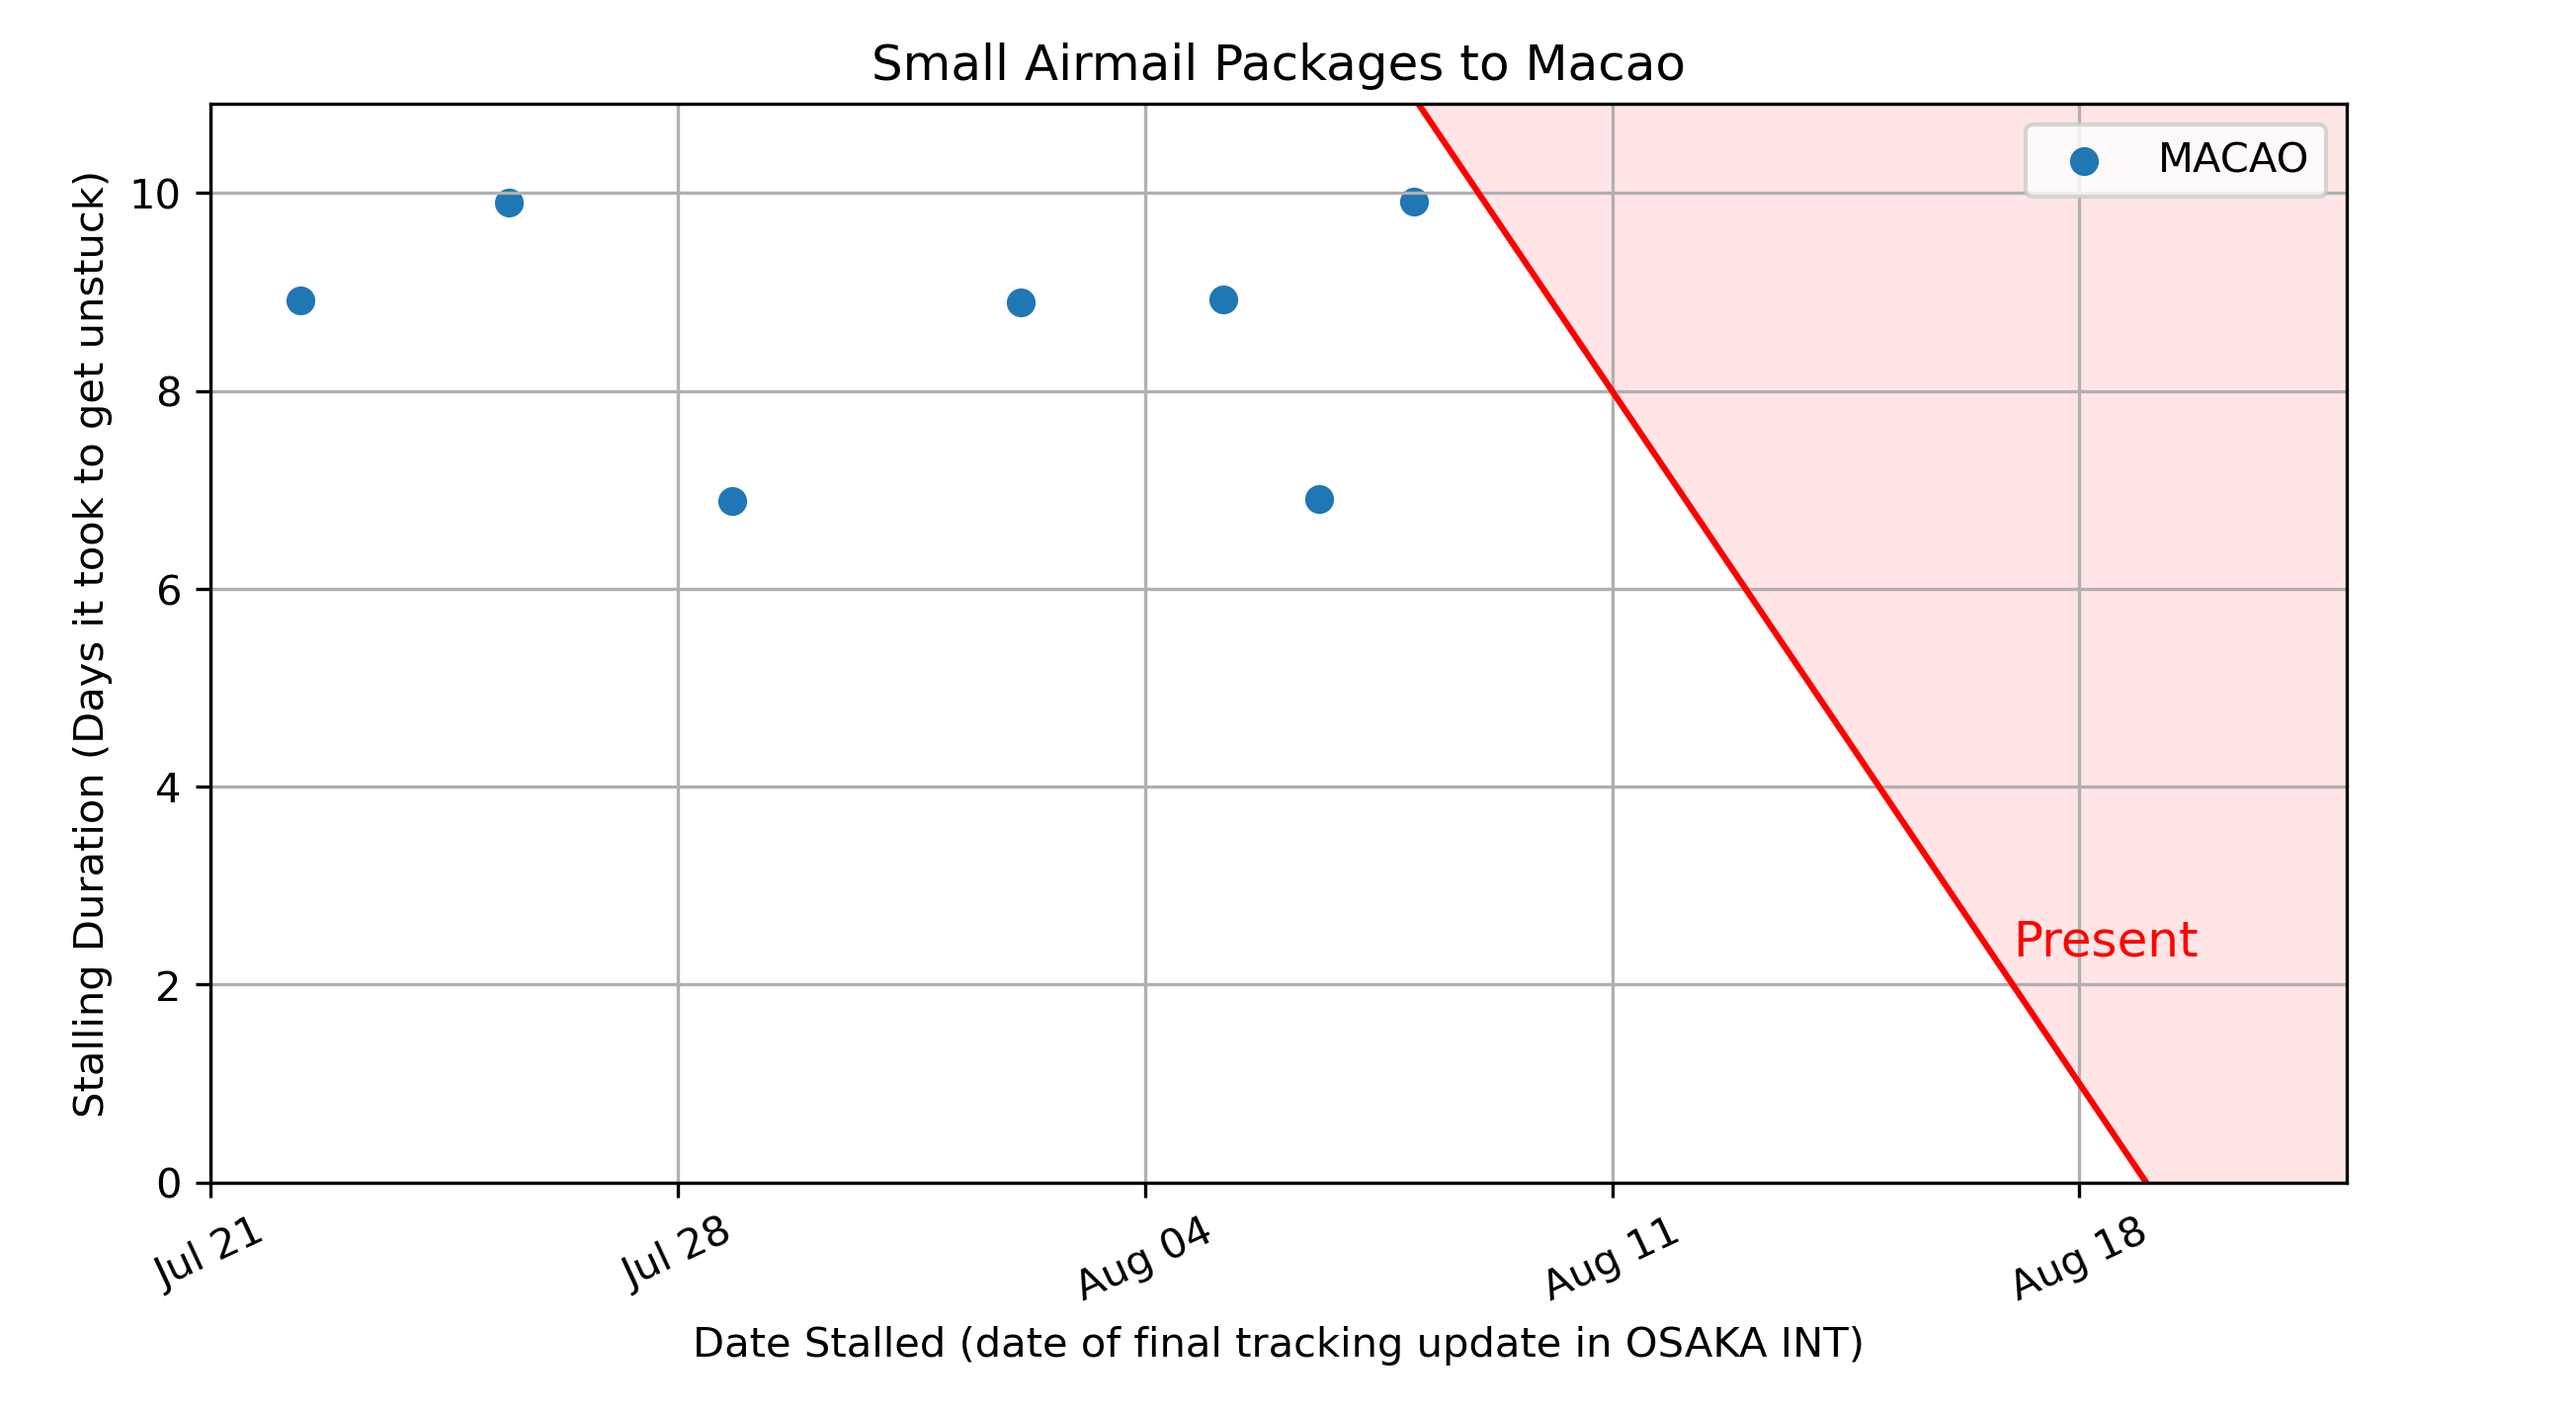 Small Airmail Packages to Macao
MACAO
Stalling Duration (Days it took to get unstuck)
10
8
6
4
2
0
Present
Jul 21
Jul 28
Aug 04
Aug 11
Aug 18
Date Stalled (date of final tracking update in OSAKA INT)